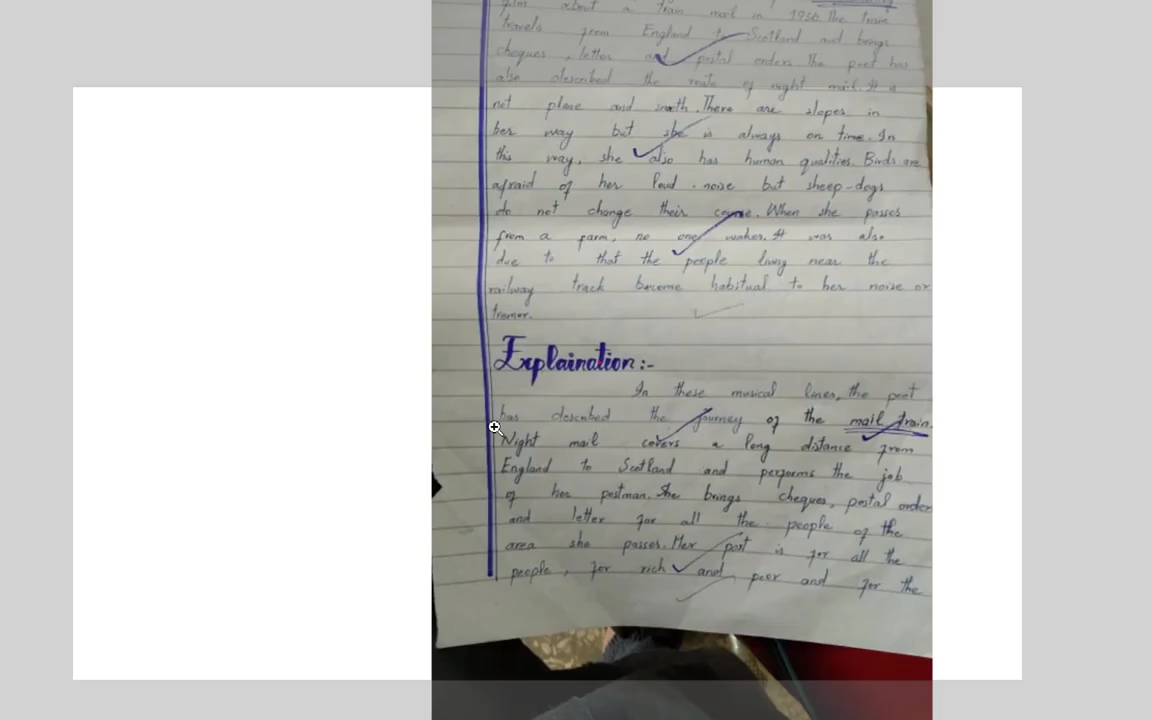 film about a train mail in 1936. The train
travels from England to Scotland and brings
cheques, letter and postal orders. The poet has
also described the route of night mail. It is
not plane and smoth. There are slopes in
her way but she is always on time. In
this way, she also has human qualities. Birds are
afraid of her loud noise but sheep-dogs
do not change their course. When she passes
from a farm, no one wakes. It was also
due to that the people living near the
railway track become habitual to her noise or
tremor.
Explaination:-
In these musical lines, the poet
has described the journey of the mail train.
Night mail covers a long distance from
England to Scotland and performs the job
of her postman. She brings cheques, postal order
and letter for all the people of the
area she passes. Her post is for all the
people, for rich and poor and for the